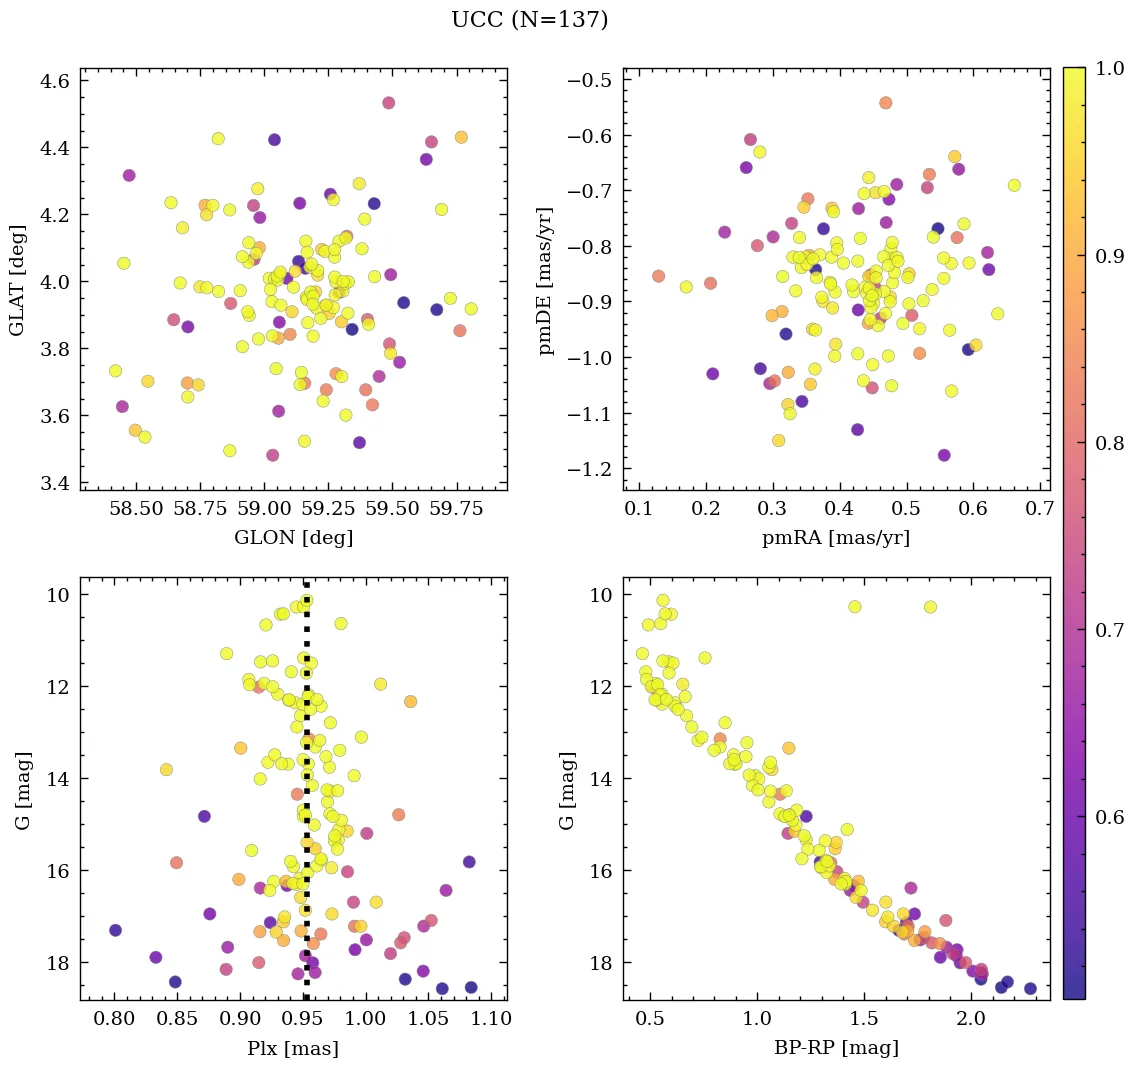 UCC (N=137)
4.6
4.4
4.2
4.0
3.8
3.6
3.4
GLAT [deg]
58.50 58.75 59.00 59.25 59.50 59.75
GLON [deg]
−0.5
−0.6
−0.7
−0.8
−0.9
−1.0
−1.1
−1.2
pmDE [mas/yr]
0.1 0.2 0.3 0.4 0.5 0.6 0.7
pmRA [mas/yr]
1.0
0.9
0.8
0.7
0.6
10
12
14
16
18
G [mag]
0.80 0.85 0.90 0.95 1.00 1.05 1.10
Plx [mas]
10
12
14
16
18
G [mag]
0.5 1.0 1.5 2.0
BP-RP [mag]